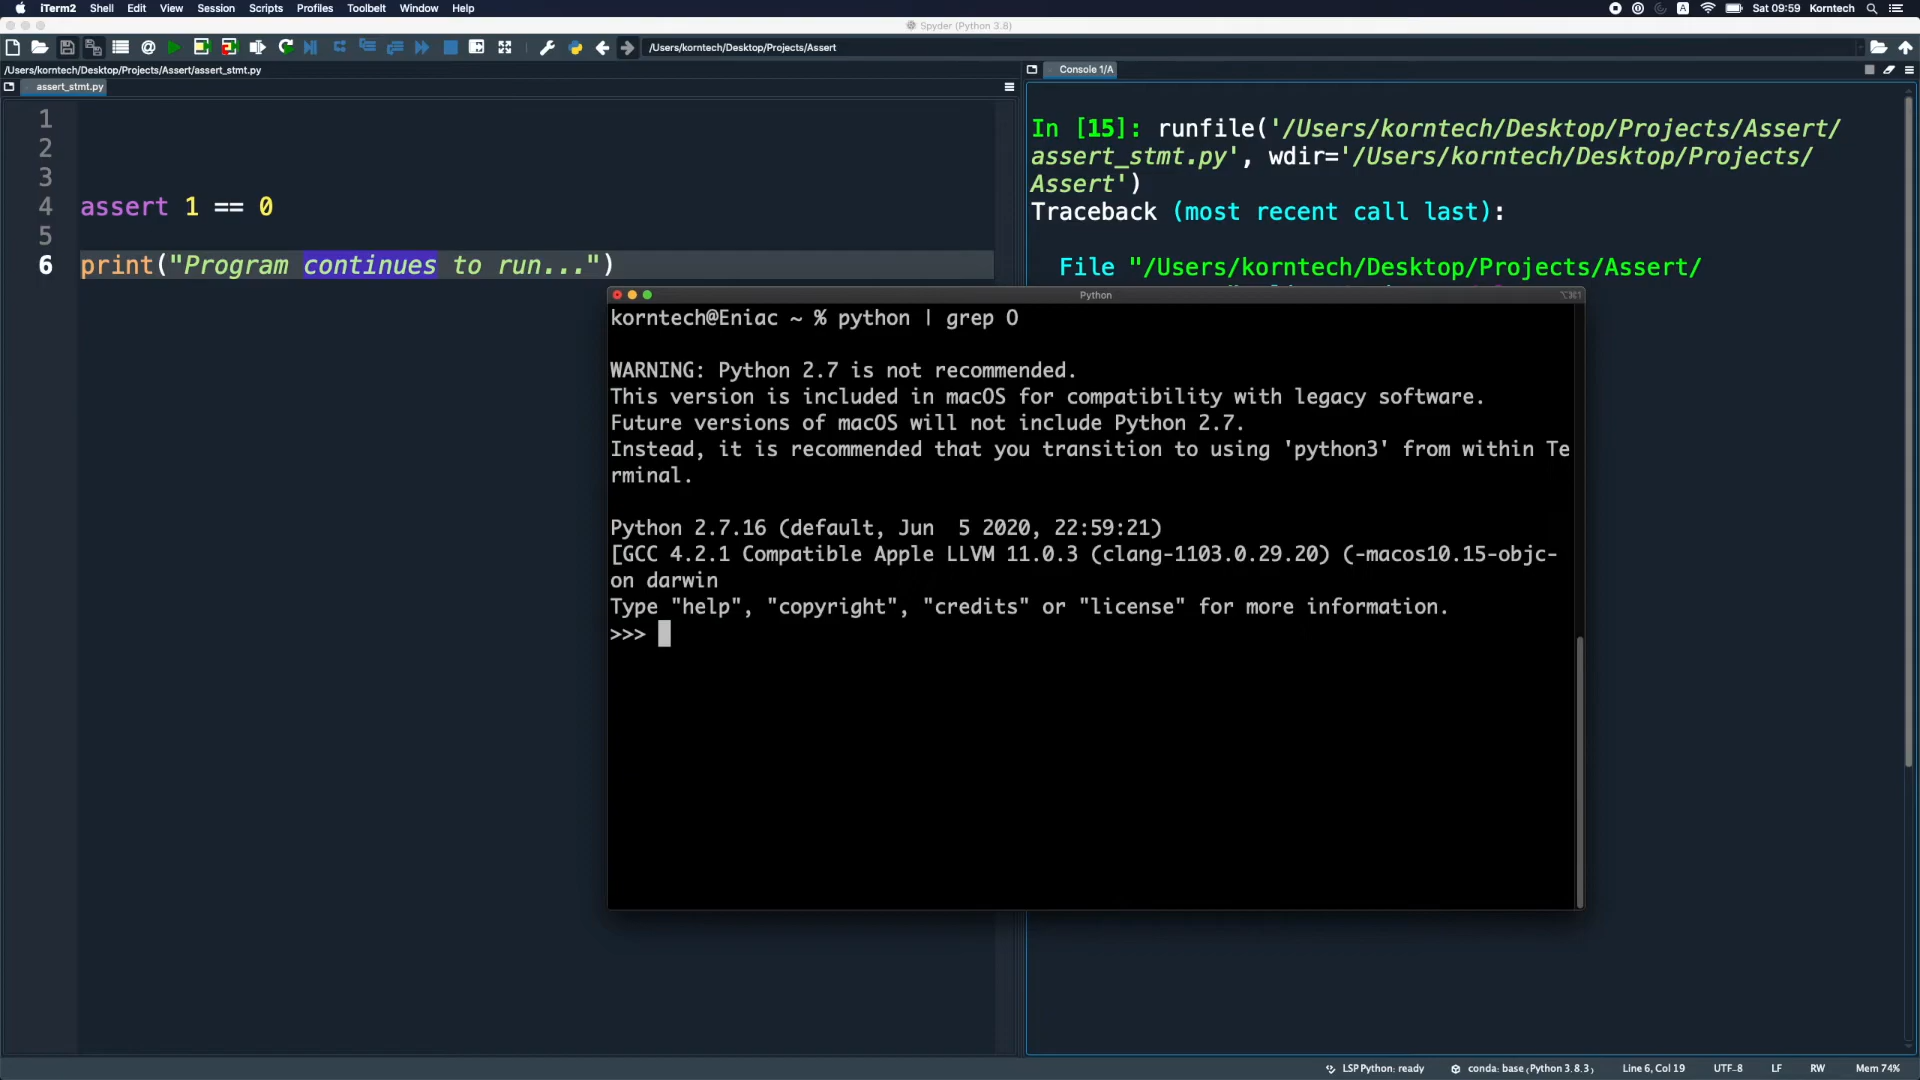 iTerm2 Shell Edit View Session Scripts Profiles Toolbelt Window Help
Sat 09:59 Korntech
Spyder (Python 3.8)
/Users/korntech/Desktop/Projects/Assert
/Users/korntech/Desktop/Projects/Assert/assert_stmt.py
assert_stmt.py
1
2
3
4 assert 1 == 0
5
6 print("Program continues to run...")
Console 1/A
In [15]: runfile('/Users/korntech/Desktop/Projects/Assert/
assert_stmt.py', wdir='/Users/korntech/Desktop/Projects/
Assert')
Traceback (most recent call last):
File "/Users/korntech/Desktop/Projects/Assert/
Python
⌥⌘1
korntech@Eniac ~ % python | grep O
WARNING: Python 2.7 is not recommended.
This version is included in macOS for compatibility with legacy software.
Future versions of macOS will not include Python 2.7.
Instead, it is recommended that you transition to using 'python3' from within Te
rminal.
Python 2.7.16 (default, Jun  5 2020, 22:59:21)
[GCC 4.2.1 Compatible Apple LLVM 11.0.3 (clang-1103.0.29.20) (-macos10.15-objc-
on darwin
Type "help", "copyright", "credits" or "license" for more information.
>>>
LSP Python: ready conda: base (Python 3.8.3) Line 6, Col 19 UTF-8 LF RW Mem 74%